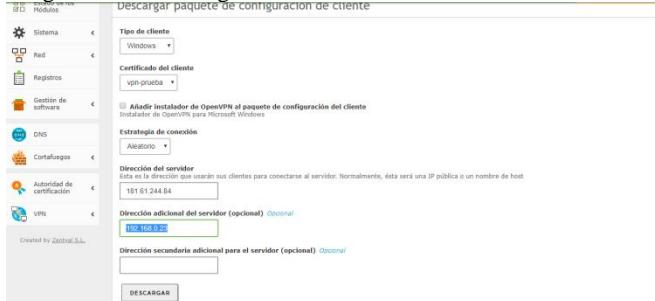 Estado de los
Módulos
Descargar paquete de configuración de cliente
Sistema
Red
Registros
Gestión de
software
DNS
Cortafuegos
Autoridad de
certificación
VPN
Created by Zentyal S.L.
Tipo de cliente
Windows
Certificado del cliente
vpn-prueba
Añadir instalador de OpenVPN al paquete de configuración del cliente
Instalador de OpenVPN para Microsoft Windows
Estrategia de conexión
Aleatorio
Dirección del servidor
Esta es la dirección que usarán sus clientes para conectarse al servidor. Normalmente, ésta será una IP pública o un nombre de host
181.61.244.84
Dirección adicional del servidor (opcional) Opcional
192.168.0.23
Dirección secundaria adicional para el servidor (opcional) Opcional
DESCARGAR